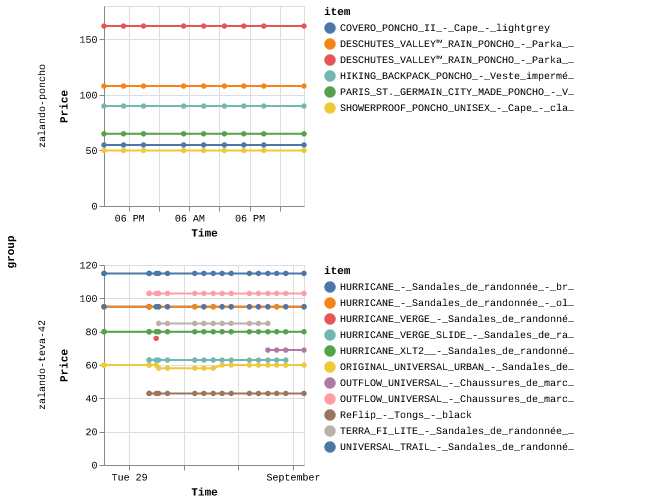 item
COVERO_PONCHO_II_-_Cape_-_lightgrey
DESCHUTES_VALLEY™_RAIN_PONCHO_-_Parka_…
DESCHUTES_VALLEY™_RAIN_PONCHO_-_Parka_…
HIKING_BACKPACK_PONCHO_-_Veste_impermé…
PARIS_ST._GERMAIN_CITY_MADE_PONCHO_-_V…
SHOWERPROOF_PONCHO_UNISEX_-_Cape_-_cla…
150
100
50
0
zalando-poncho
Price
06 PM 06 AM 06 PM
Time
group
item
HURRICANE_-_Sandales_de_randonnée_-_br…
HURRICANE_-_Sandales_de_randonnée_-_ol…
HURRICANE_VERGE_-_Sandales_de_randonné…
HURRICANE_VERGE_SLIDE_-_Sandales_de_ra…
HURRICANE_XLT2__-_Sandales_de_randonné…
ORIGINAL_UNIVERSAL_URBAN_-_Sandales_de…
OUTFLOW_UNIVERSAL_-_Chaussures_de_marc…
OUTFLOW_UNIVERSAL_-_Chaussures_de_marc…
ReFlip_-_Tongs_-_black
TERRA_FI_LITE_-_Sandales_de_randonnée_…
UNIVERSAL_TRAIL_-_Sandales_de_randonné…
120
100
80
60
40
20
0
zalando-teva-42
Price
Tue 29 September
Time